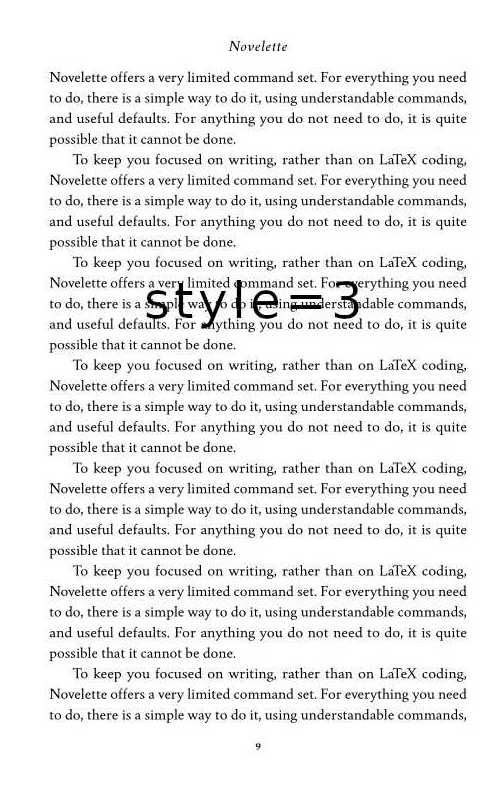 Novelette
Novelette offers a very limited command set. For everything you need
to do, there is a simple way to do it, using understandable commands,
and useful defaults. For anything you do not need to do, it is quite
possible that it cannot be done.
To keep you focused on writing, rather than on LaTeX coding,
Novelette offers a very limited command set. For everything you need
to do, there is a simple way to do it, using understandable commands,
and useful defaults. For anything you do not need to do, it is quite
possible that it cannot be done.
To keep you focused on writing, rather than on LaTeX coding,
Novelette offers a very limited command set. For everything you need
to do, there is a simple way to do it, using understandable commands,
style=3
and useful defaults. For anything you do not need to do, it is quite
possible that it cannot be done.
To keep you focused on writing, rather than on LaTeX coding,
Novelette offers a very limited command set. For everything you need
to do, there is a simple way to do it, using understandable commands,
and useful defaults. For anything you do not need to do, it is quite
possible that it cannot be done.
To keep you focused on writing, rather than on LaTeX coding,
Novelette offers a very limited command set. For everything you need
to do, there is a simple way to do it, using understandable commands,
and useful defaults. For anything you do not need to do, it is quite
possible that it cannot be done.
To keep you focused on writing, rather than on LaTeX coding,
Novelette offers a very limited command set. For everything you need
to do, there is a simple way to do it, using understandable commands,
and useful defaults. For anything you do not need to do, it is quite
possible that it cannot be done.
To keep you focused on writing, rather than on LaTeX coding,
Novelette offers a very limited command set. For everything you need
to do, there is a simple way to do it, using understandable commands,
9